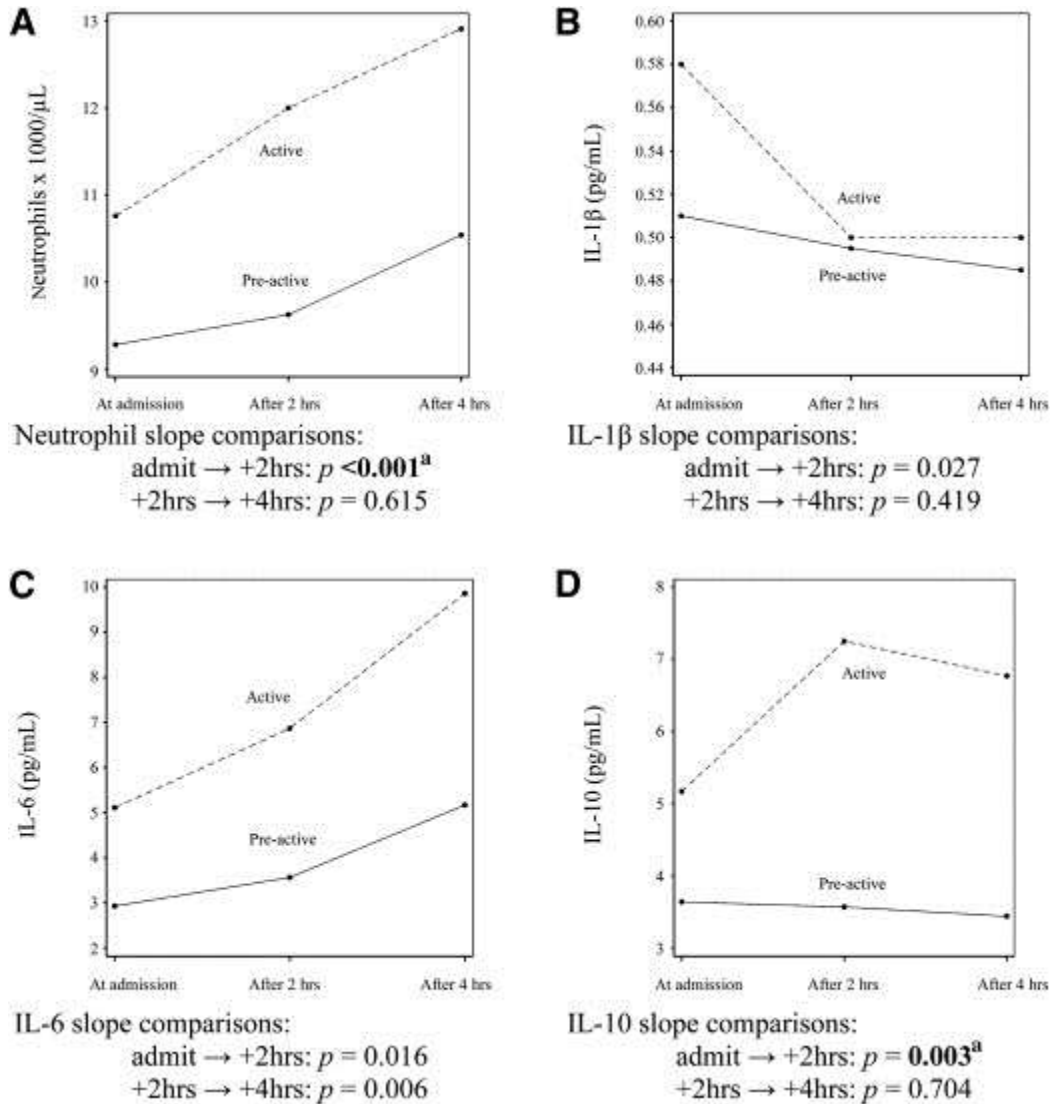 A
Neutrophils x 1000/µL
13
12
11
10
9
Active
Pre-active
At admission After 2 hrs After 4 hrs
Neutrophil slope comparisons:
admit → +2hrs: p <0.001a
+2hrs → +4hrs: p = 0.615
B
IL-1β (pg/mL)
0.60
0.58
0.56
0.54
0.52
0.50
0.48
0.46
0.44
Active
Pre-active
At admission After 2 hrs After 4 hrs
IL-1β slope comparisons:
admit → +2hrs: p = 0.027
+2hrs → +4hrs: p = 0.419
C
IL-6 (pg/mL)
10
9
8
7
6
5
4
3
2
Active
Pre-active
At admission After 2 hrs After 4 hrs
IL-6 slope comparisons:
admit → +2hrs: p = 0.016
+2hrs → +4hrs: p = 0.006
D
IL-10 (pg/mL)
8
7
6
5
4
3
Active
Pre-active
At admission After 2 hrs After 4 hrs
IL-10 slope comparisons:
admit → +2hrs: p = 0.003a
+2hrs → +4hrs: p = 0.704